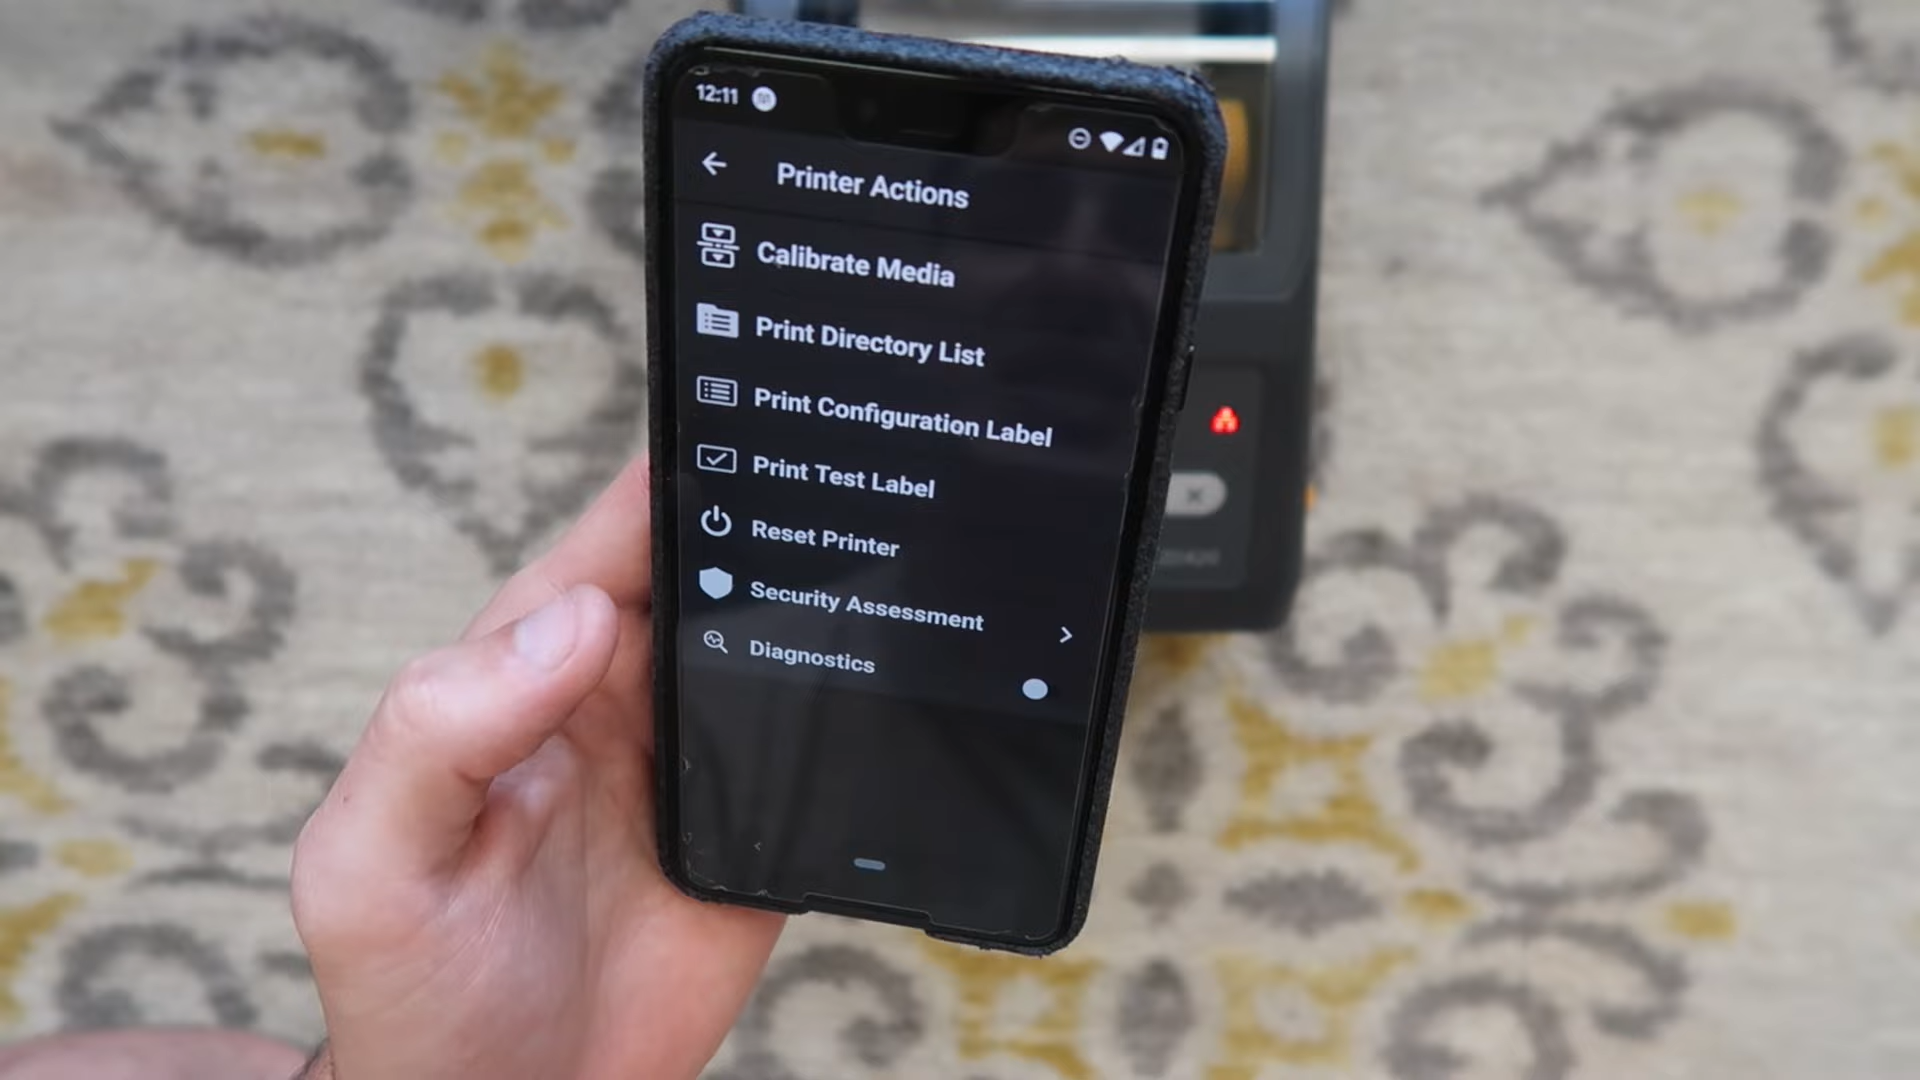 12:11
Printer Actions
Calibrate Media
Print Directory List
Print Configuration Label
Print Test Label
Reset Printer
Security Assessment
Diagnostics